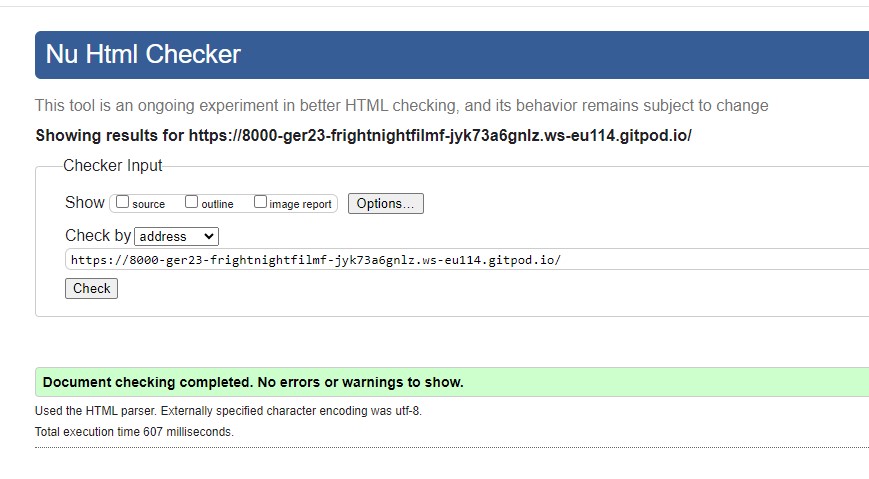 Nu Html Checker
This tool is an ongoing experiment in better HTML checking, and its behavior remains subject to change
Showing results for https://8000-ger23-frightnightfilmf-jyk73a6gnlz.ws-eu114.gitpod.io/
Checker Input
Show source outline image report Options...
Check by address
https://8000-ger23-frightnightfilmf-jyk73a6gnlz.ws-eu114.gitpod.io/
Check
Document checking completed. No errors or warnings to show.
Used the HTML parser. Externally specified character encoding was utf-8.
Total execution time 607 milliseconds.